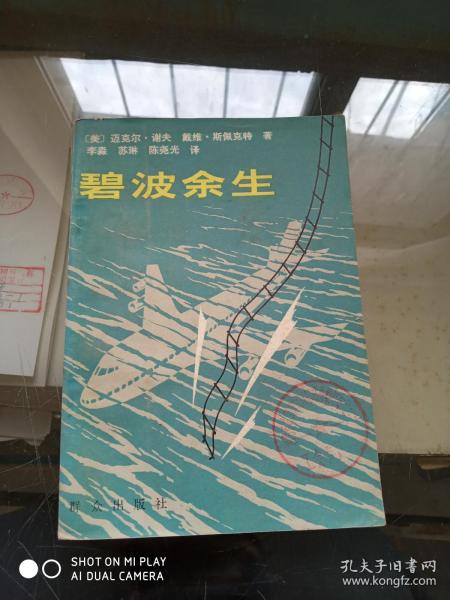 〔美〕迈克尔·谢夫 戴维·斯佩克特 著
李淼 苏琳 陈尧光 译
碧波余生
群众出版社
SHOT ON MI PLAY
AI DUAL CAMERA
孔夫子旧书网
www.kongfz.com